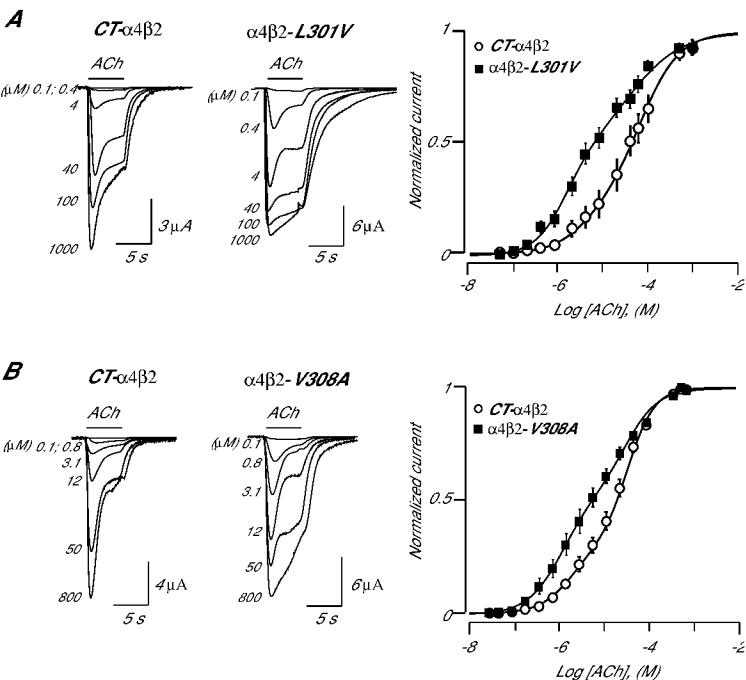 A
CT-α4β2
α4β2-L301V
ACh
ACh
(μM) 0.1; 0.4
4
40
100
1000
3μA
5 s
(μM) 0.1
0.4
4
40
100
1000
6μA
5 s
Normalized current
1
0.5
0
CT-α4β2
α4β2-L301V
-8
-6
-4
-2
Log [ACh], (M)
B
CT-α4β2
α4β2-V308A
ACh
ACh
(μM) 0.1; 0.8
3.1
12
50
800
4μA
5 s
(μM) 0.1
0.8
3.1
12
50
800
6μA
5 s
Normalized current
1
0.5
0
CT-α4β2
α4β2-V308A
-8
-6
-4
-2
Log [ACh], (M)